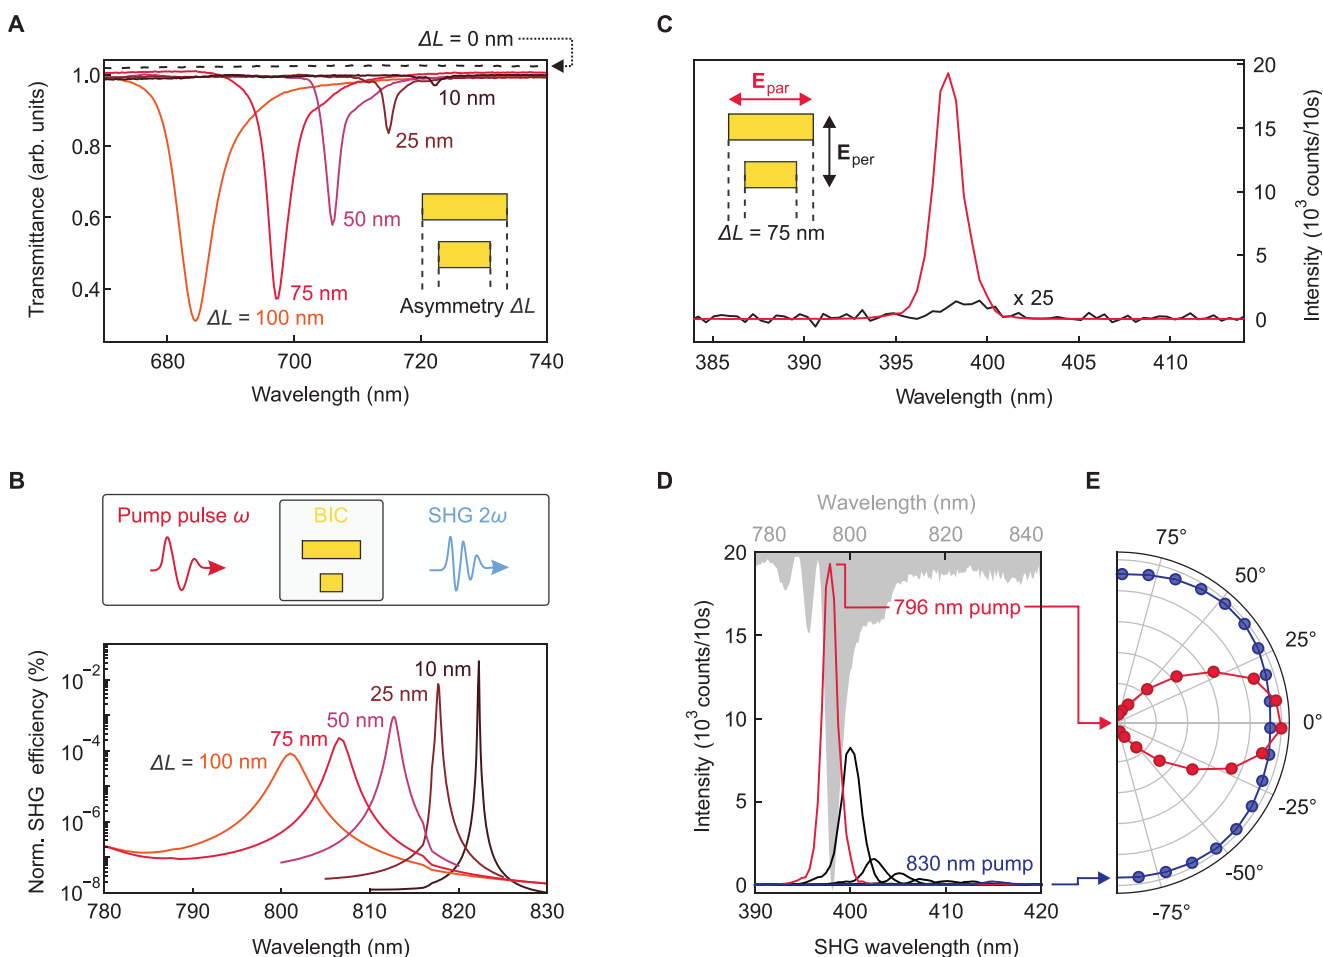 A
ΔL = 0 nm
1.0
0.8
0.6
0.4
Transmittance (arb. units)
10 nm
25 nm
50 nm
75 nm
ΔL = 100 nm
Asymmetry ΔL
680
700
720
740
Wavelength (nm)
C
E par
E per
ΔL = 75 nm
x 25
20
15
10
5
0
Intensity (10³ counts/10s)
385
390
395
400
405
410
Wavelength (nm)
B
Pump pulse ω
BIC
SHG 2ω
Norm. SHG efficiency (%)
10⁻²
10⁻⁴
10⁻⁶
10⁻⁸
10 nm
25 nm
50 nm
75 nm
ΔL = 100 nm
780
790
800
810
820
830
Wavelength (nm)
D
Wavelength (nm)
780
800
820
840
20
15
10
5
0
Intensity (10³ counts/10s)
796 nm pump
830 nm pump
390
400
410
420
SHG wavelength (nm)
E
75°
50°
25°
0°
-25°
-50°
-75°